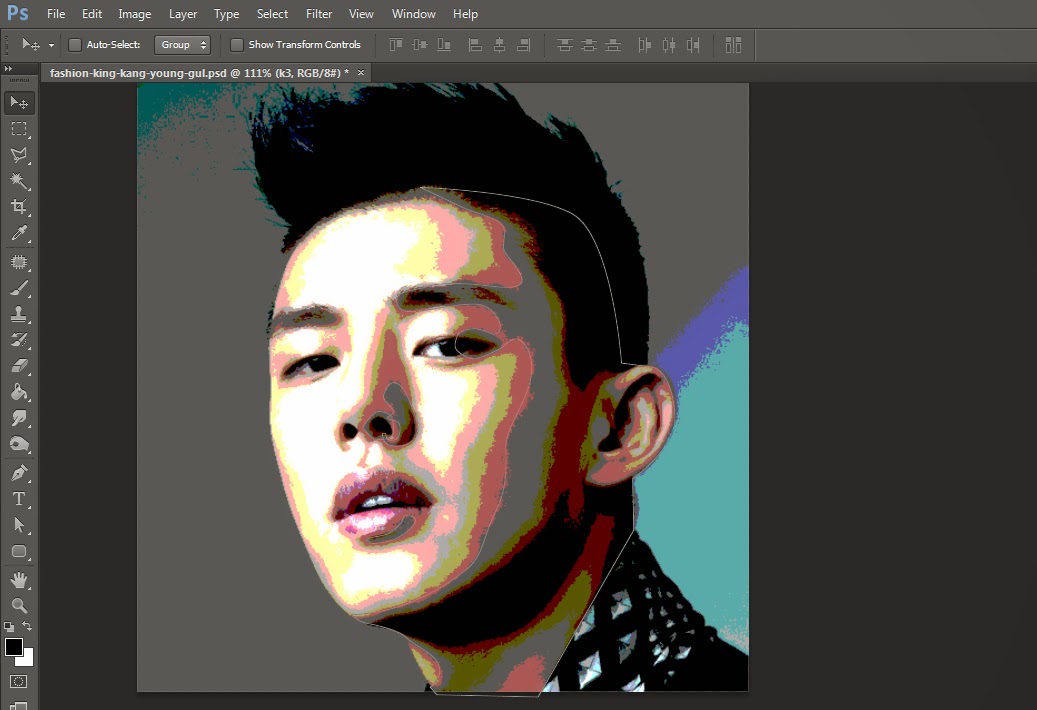 Ps File Edit Image Layer Type Select Filter View Window Help
Auto-Select: Group Show Transform Controls
fashion-king-kang-young-gul.psd @ 111% (k3, RGB/8#) * ×
T